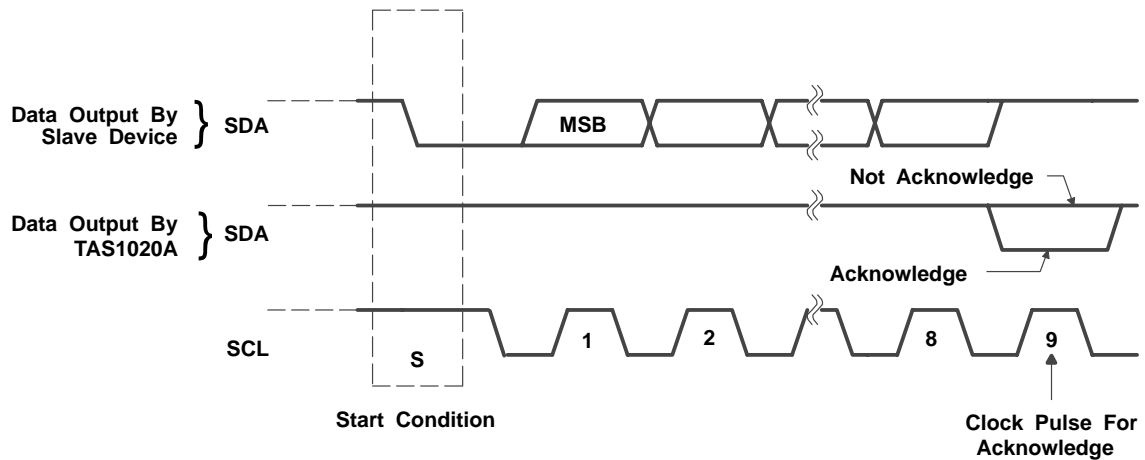 Data Output By
Slave Device
SDA
MSB
Not Acknowledge
Data Output By
TAS1020A
SDA
Acknowledge
SCL
S
1
2
8
9
Start Condition
Clock Pulse For
Acknowledge